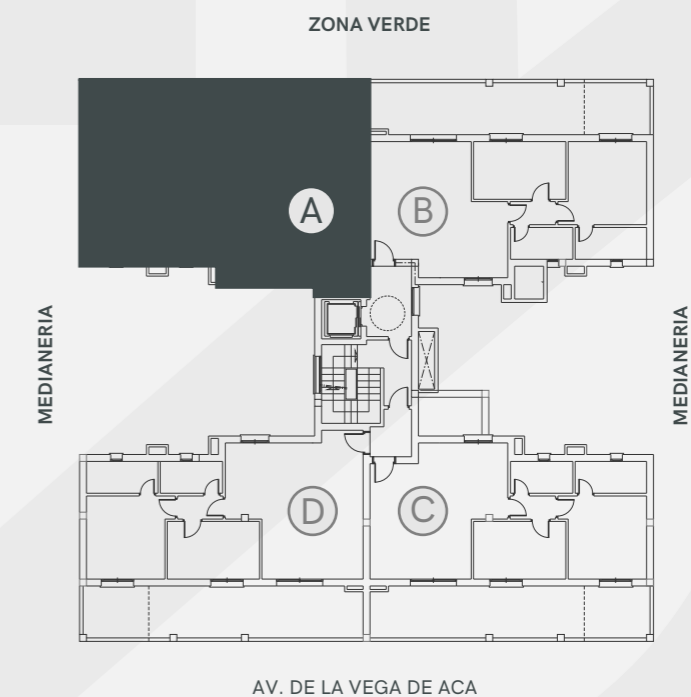 ZONA VERDE
A
B
MEDIANERIA
MEDIANERIA
D
C
AV. DE LA VEGA DE ACA